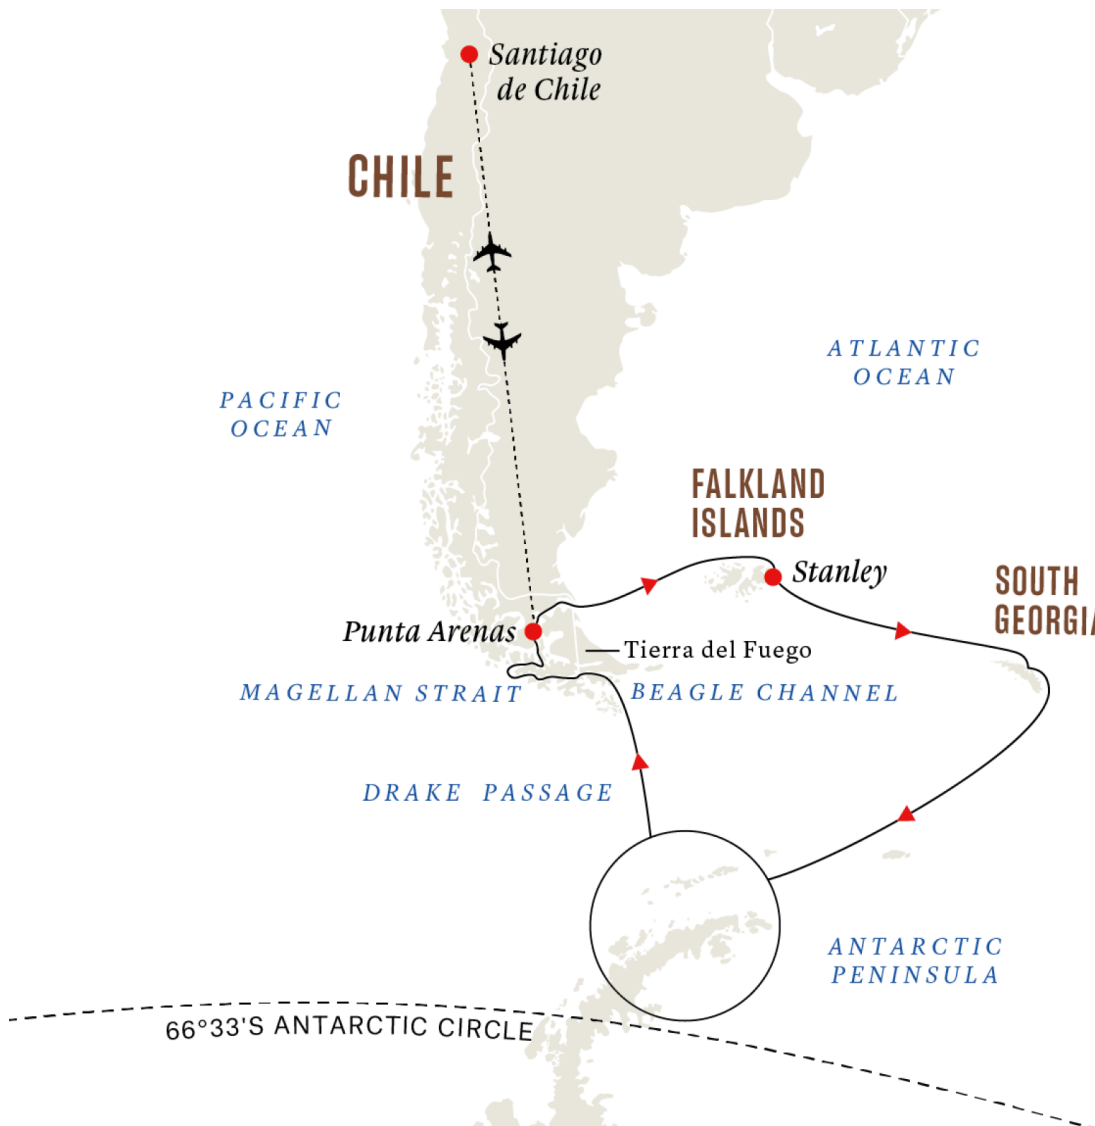 Santiago
de Chile
CHILE
ATLANTIC
OCEAN
PACIFIC
OCEAN
FALKLAND
ISLANDS
Stanley
SOUTH
GEORGIA
Punta Arenas
Tierra del Fuego
MAGELLAN STRAIT
BEAGLE CHANNEL
DRAKE PASSAGE
ANTARCTIC
PENINSULA
66°33'S ANTARCTIC CIRCLE